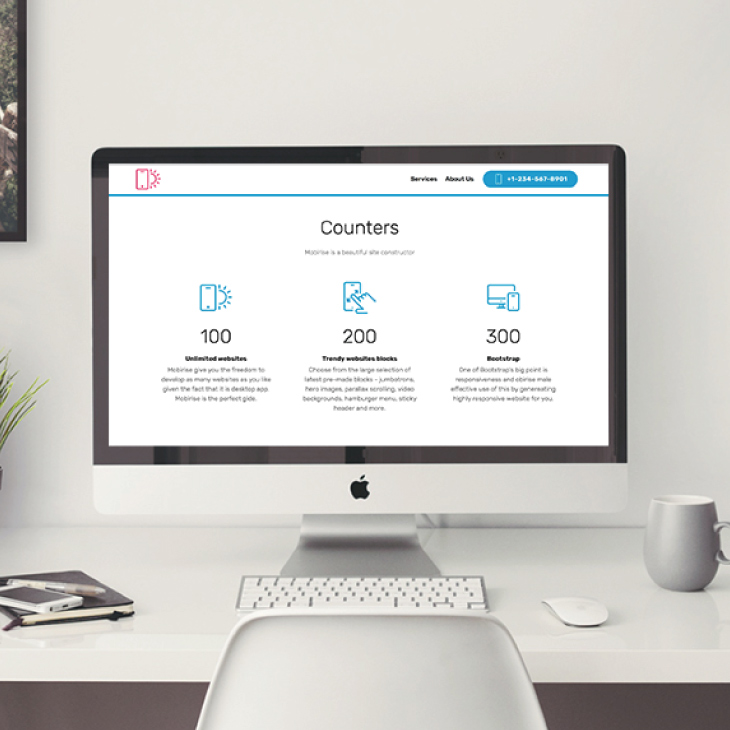 Services About Us +1-234-567-8901
Counters
Mobirise is a beautiful site constructor
100 200 300
Unlimited websites
Mobirise give you the freedom to
develop as many websites as you like
given the fact that it is desktop app.
Mobirise is the perfect gide.
Trendy websites blocks
Choose from the large selection of
latest pre-made blocks - jumbotrons,
hero images, parallax scrolling, video
backgrounds, hamburger menu, sticky
header and more.
Bootstrap
One of Bootstrap's big point is
responsiveness and obirise male
effective use of this by genereating
highly responsive website for you.